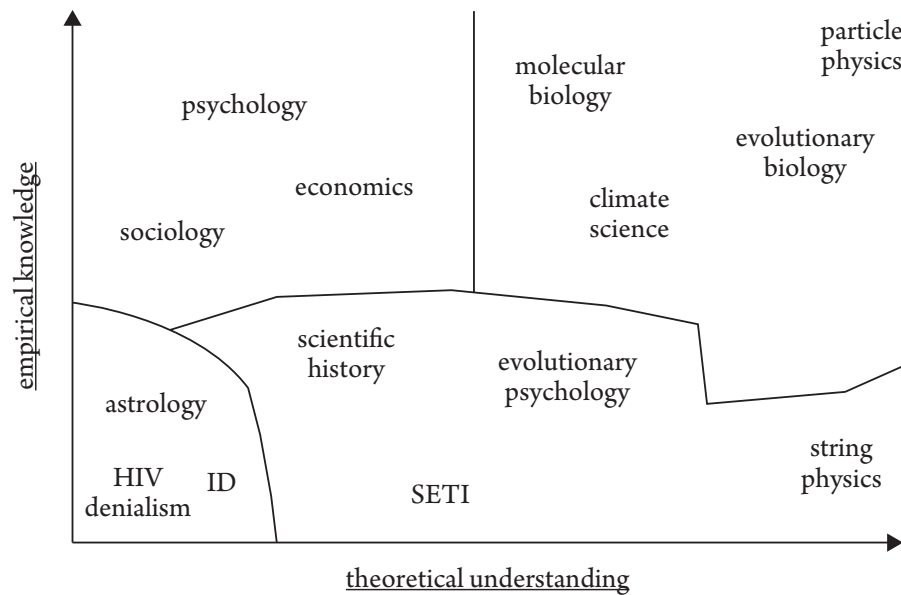 particle
physics
molecular
biology
psychology
evolutionary
biology
economics
climate
science
sociology
empirical knowledge
scientific
history
evolutionary
psychology
astrology
string
physics
HIV
denialism
ID
SETI
theoretical understanding